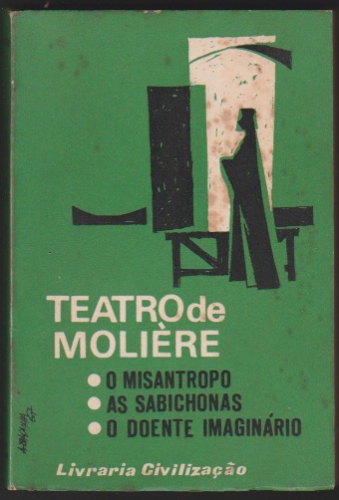 TEATRO de
MOLIÈRE
O MISANTROPO
AS SABICHONAS
O DOENTE IMAGINÁRIO
Livraria Civilização